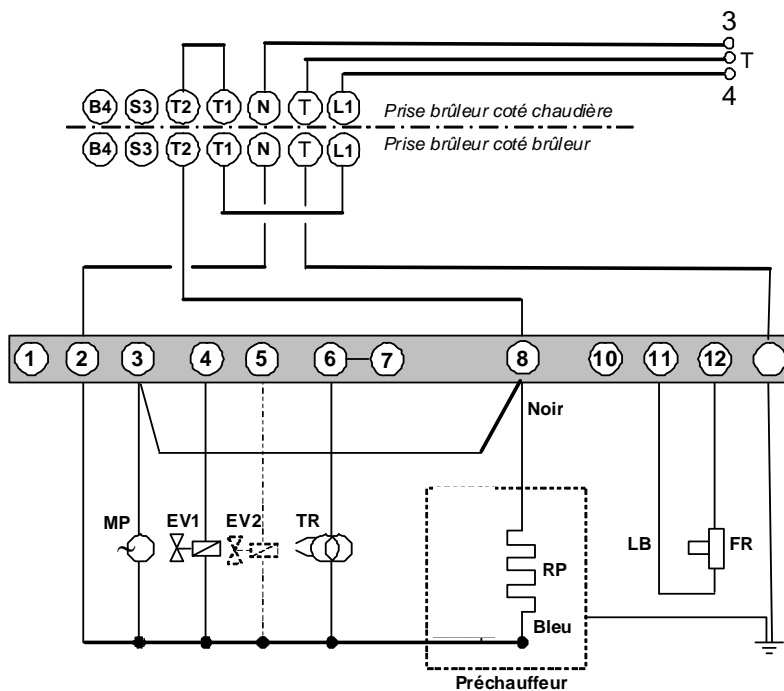 3
T
4
B4 S3 T2 T1 N T L1 Prise brûleur coté chaudière
B4 S3 T2 T1 N T L1 Prise brûleur coté brûleur
1 2 3 4 5 6 7 8 10 11 12
Noir
MP EV1 EV2 TR
LB FR
RP
Bleu
Préchauffeur